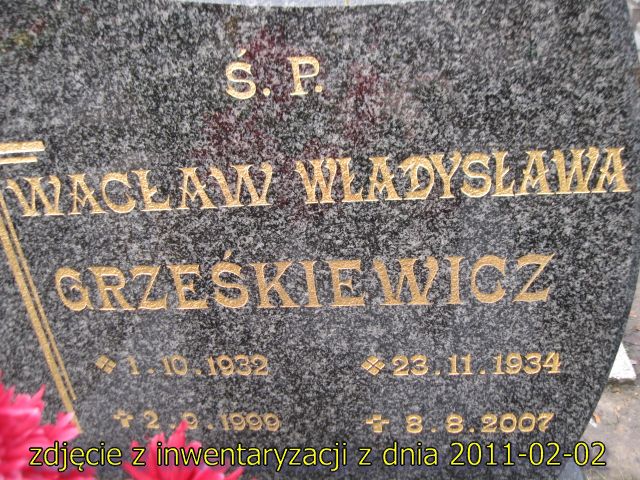 Ś. P.
WACŁAW WŁADYSŁAWA
GRZEŚKIEWICZ
1.10.1932 23.11.1934
2.9.1999 8.8.2007
zdjęcie z inwentaryzacji z dnia 2011-02-02